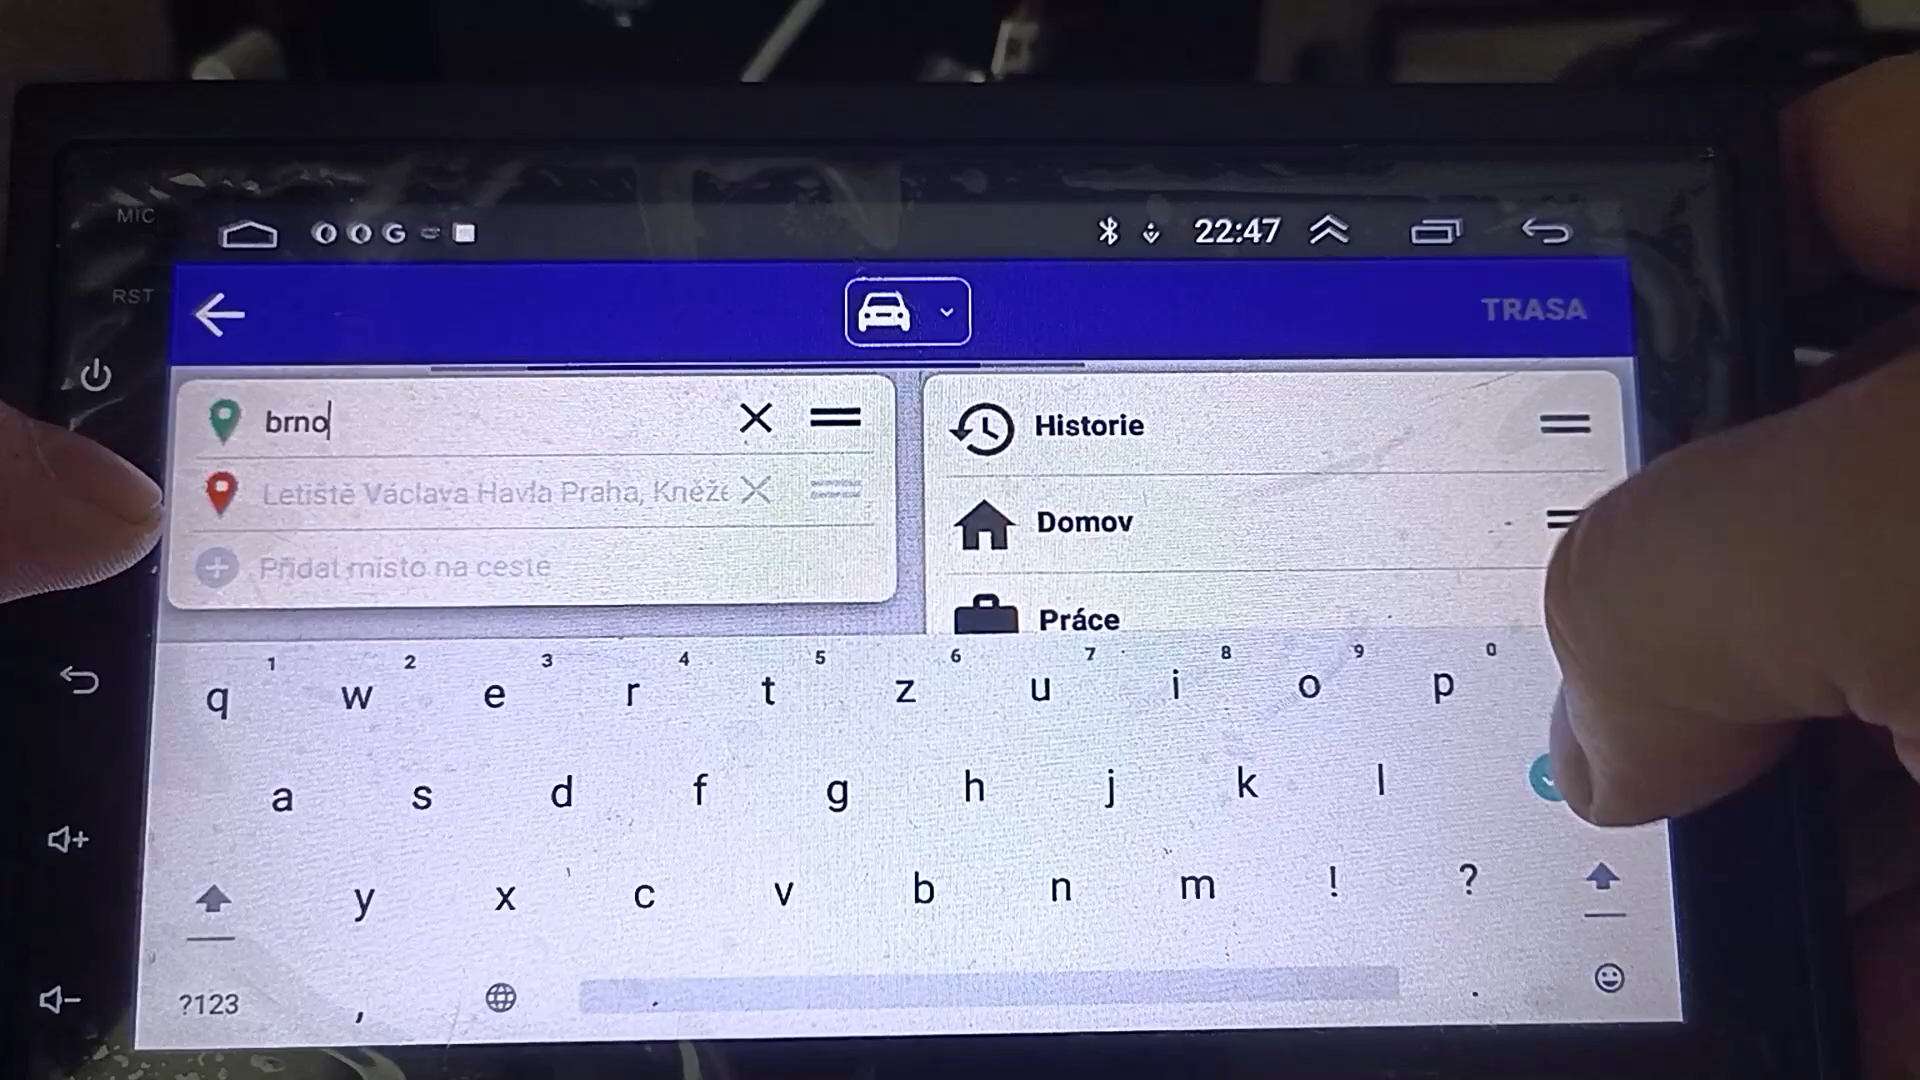 MIC
22:47
RST
TRASA
brno
Historie
Letiště Václava Havla Praha, Kněže
Domov
Přidat místo na cestě
Práce
1 2 3 4 5 6 7 8 9 0
q w e r t z u i o p
a s d f g h j k l
y x c v b n m ! ?
?123 , .